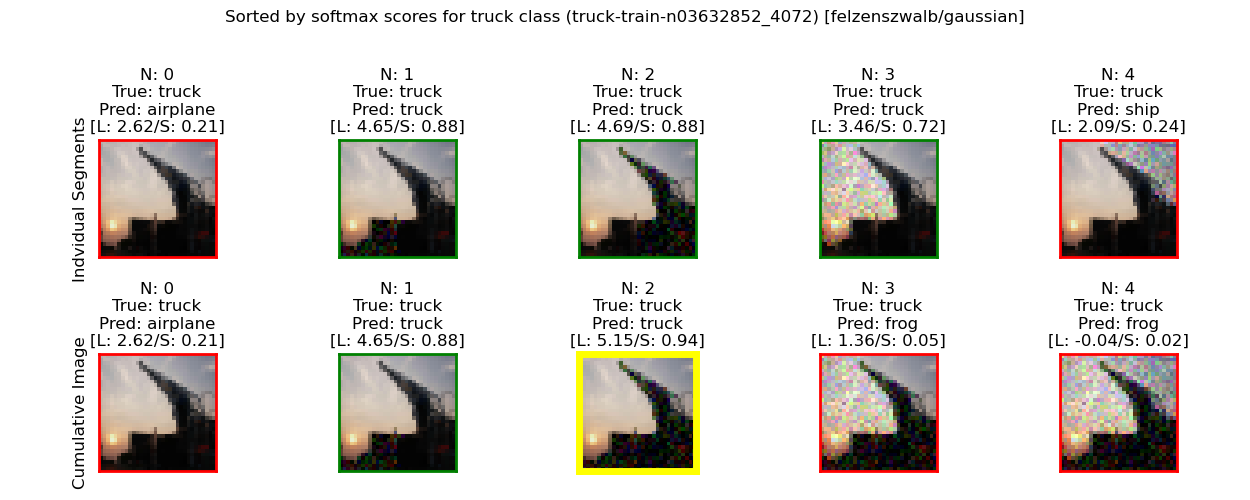 Sorted by softmax scores for truck class (truck-train-n03632852_4072) [felzenszwalb/gaussian]
Indvidual Segments
N: 0
True: truck
Pred: airplane
[L: 2.62/S: 0.21]
N: 1
True: truck
Pred: truck
[L: 4.65/S: 0.88]
N: 2
True: truck
Pred: truck
[L: 4.69/S: 0.88]
N: 3
True: truck
Pred: truck
[L: 3.46/S: 0.72]
N: 4
True: truck
Pred: ship
[L: 2.09/S: 0.24]
Cumulative Image
N: 0
True: truck
Pred: airplane
[L: 2.62/S: 0.21]
N: 1
True: truck
Pred: truck
[L: 4.65/S: 0.88]
N: 2
True: truck
Pred: truck
[L: 5.15/S: 0.94]
N: 3
True: truck
Pred: frog
[L: 1.36/S: 0.05]
N: 4
True: truck
Pred: frog
[L: -0.04/S: 0.02]